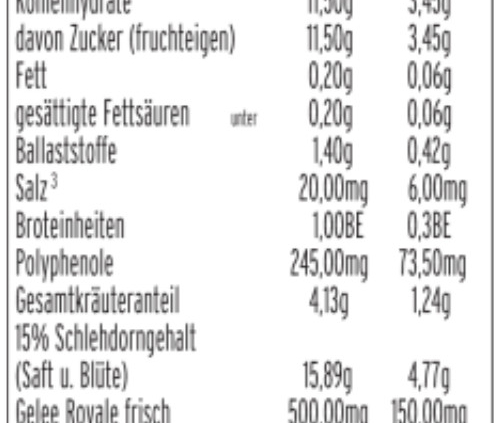 Kohlenhydrate 11,50g 3,45g
davon Zucker (fruchteigen) 11,50g 3,45g
Fett 0,20g 0,06g
gesättigte Fettsäuren unter 0,20g 0,06g
Ballaststoffe 1,40g 0,42g
Salz ³ 20,00mg 6,00mg
Broteinheiten 1,00BE 0,3BE
Polyphenole 245,00mg 73,50mg
Gesamtkräuteranteil 4,13g 1,24g
15% Schlehdorngehalt
(Saft u. Blüte) 15,89g 4,77g
Gelee Royale frisch 500,00mg 150,00mg